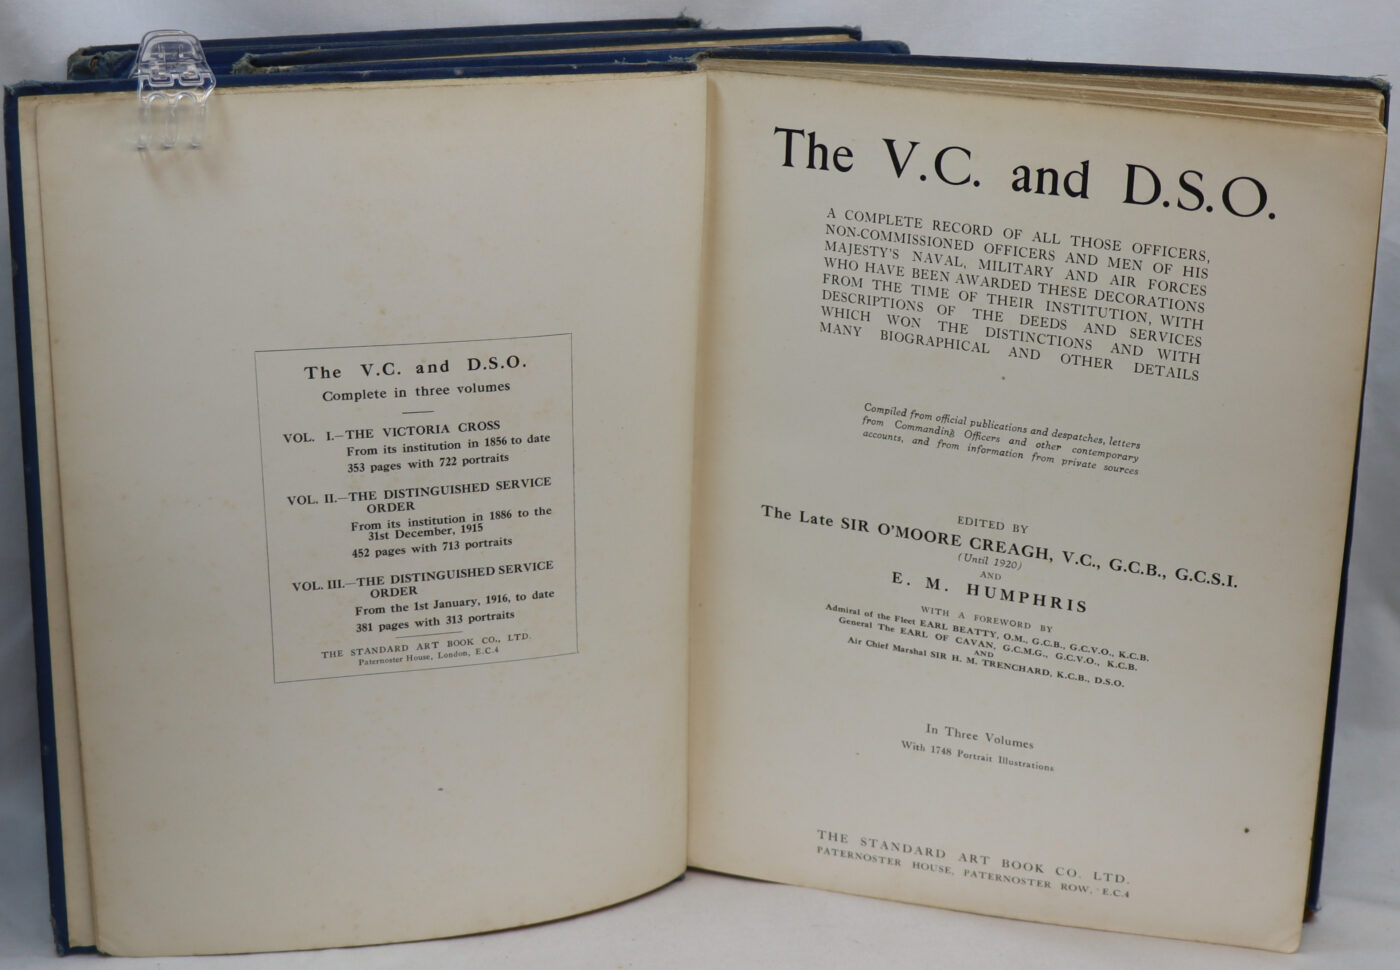 The V.C. and D.S.O.
Complete in three volumes
VOL. I.—THE VICTORIA CROSS
From its institution in 1856 to date
353 pages with 722 portraits
VOL. II.—THE DISTINGUISHED SERVICE
ORDER
From its institution in 1886 to the
31st December, 1915
452 pages with 713 portraits
VOL. III.—THE DISTINGUISHED SERVICE
ORDER
From the 1st January, 1916, to date
381 pages with 313 portraits
THE STANDARD ART BOOK CO., LTD.
Paternoster House, London, E.C.4
The V.C. and D.S.O.
A COMPLETE RECORD OF ALL THOSE OFFICERS,
NON-COMMISSIONED OFFICERS AND MEN OF HIS
MAJESTY'S NAVAL, MILITARY AND AIR FORCES
WHO HAVE BEEN AWARDED THESE DECORATIONS
FROM THE TIME OF THEIR INSTITUTION, WITH
DESCRIPTIONS OF THE DEEDS AND SERVICES
WHICH WON THE DISTINCTIONS AND WITH
MANY BIOGRAPHICAL AND OTHER DETAILS
Compiled from official publications and despatches, letters
from Commanding Officers and other contemporary
accounts, and from information from private sources
EDITED BY
The Late SIR O'MOORE CREAGH, V.C., G.C.B., G.C.S.I.
(Until 1920)
AND
E. M. HUMPHRIS
WITH A FOREWORD BY
Admiral of the Fleet EARL BEATTY, O.M., G.C.B., G.C.V.O., K.C.B.
General The EARL OF CAVAN, G.C.M.G., G.C.V.O., K.C.B.
AND
Air Chief Marshal SIR H. M. TRENCHARD, K.C.B., D.S.O.
In Three Volumes
With 1748 Portrait Illustrations
THE STANDARD ART BOOK CO. LTD.
PATERNOSTER HOUSE, PATERNOSTER ROW, E.C.4